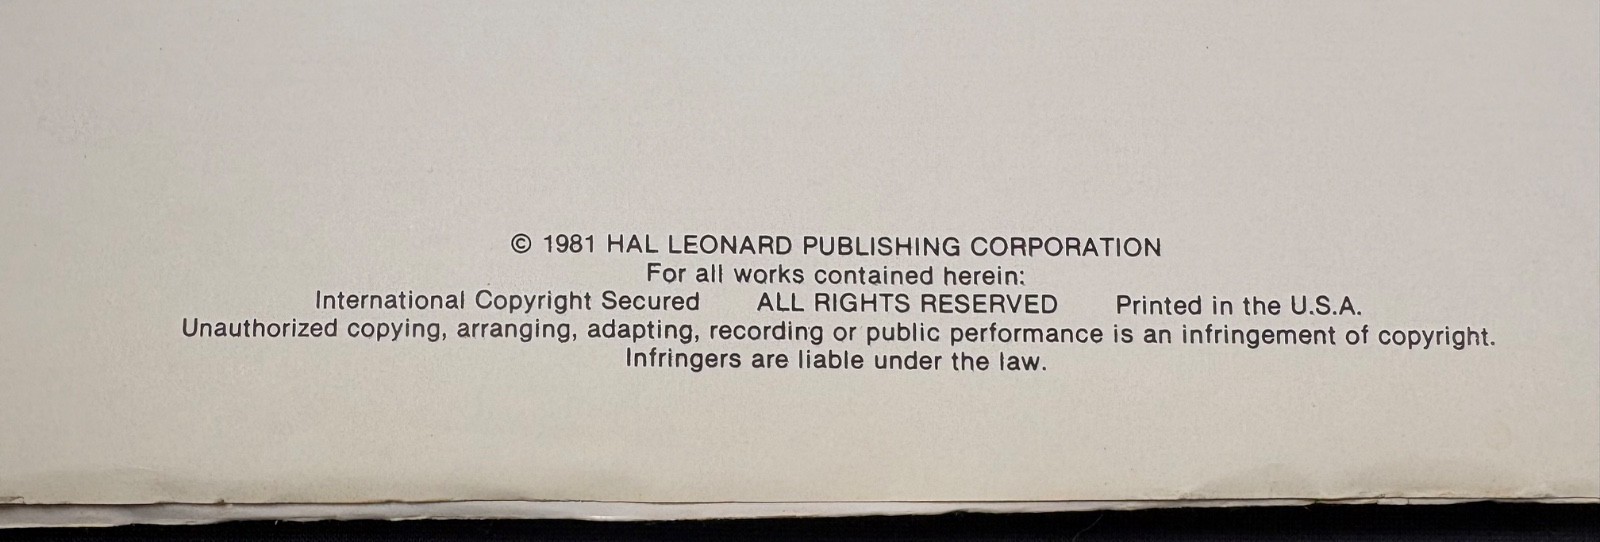 © 1981 HAL LEONARD PUBLISHING CORPORATION
For all works contained herein:
International Copyright Secured ALL RIGHTS RESERVED Printed in the U.S.A.
Unauthorized copying, arranging, adapting, recording or public performance is an infringement of copyright.
Infringers are liable under the law.